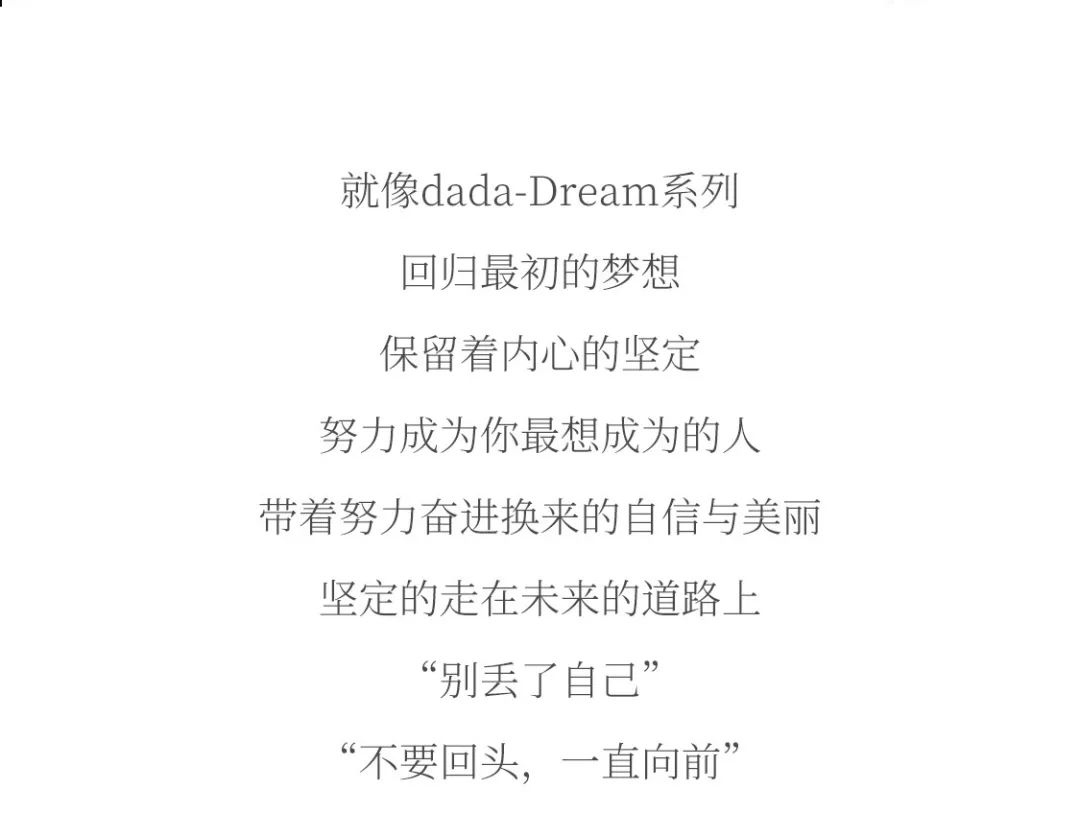 就像dada-Dream系列
回归最初的梦想
保留着内心的坚定
努力成为你最想成为的人
带着努力奋进换来的自信与美丽
坚定的走在未来的道路上
“别丢了自己”
“不要回头，一直向前”